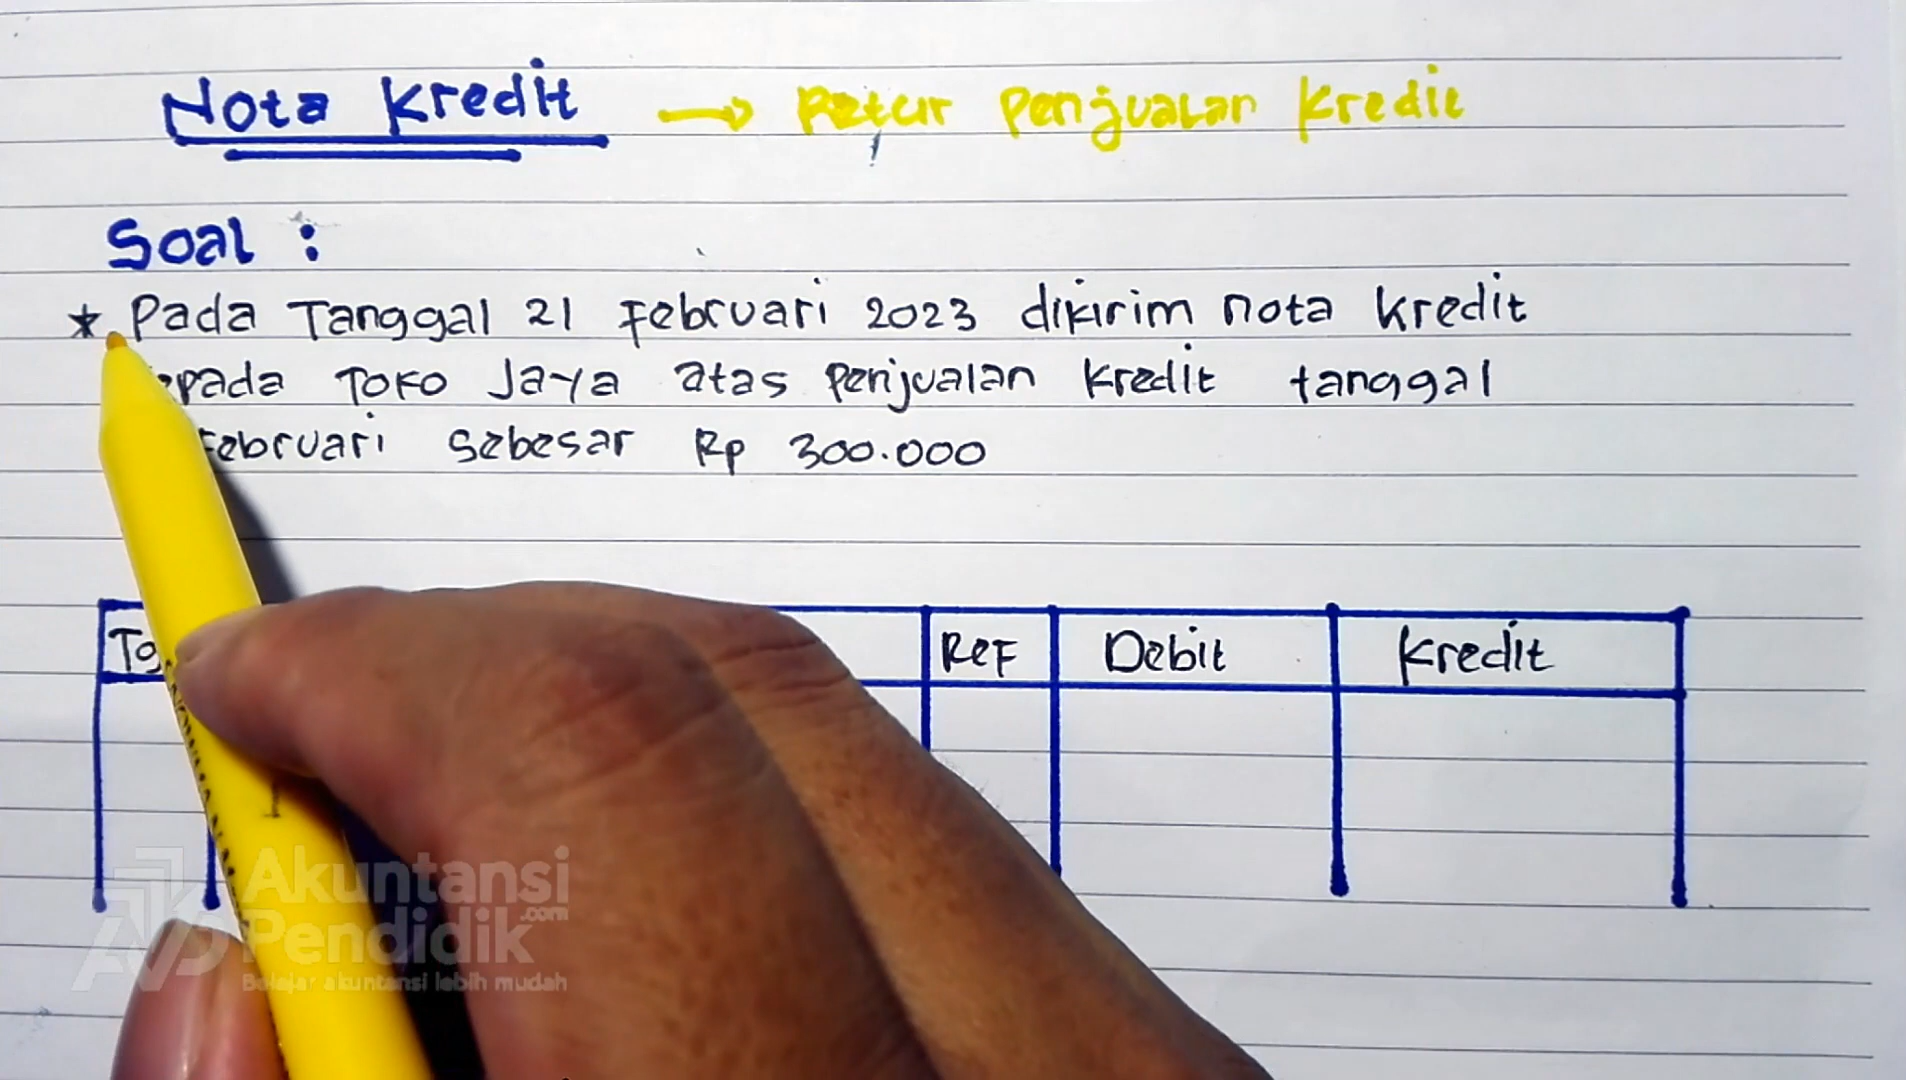 Nota Kredit → Retur Penjualan Kredit
Soal :
★ Pada Tanggal 21 Februari 2023 dikirim nota kredit
Toko Jaya atas penjualan kredit tanggal
Februari sebesar Rp 300.000
Ref Debit Kredit
Akuntansi
Pendidik
.com
Belajar akuntansi lebih mudah